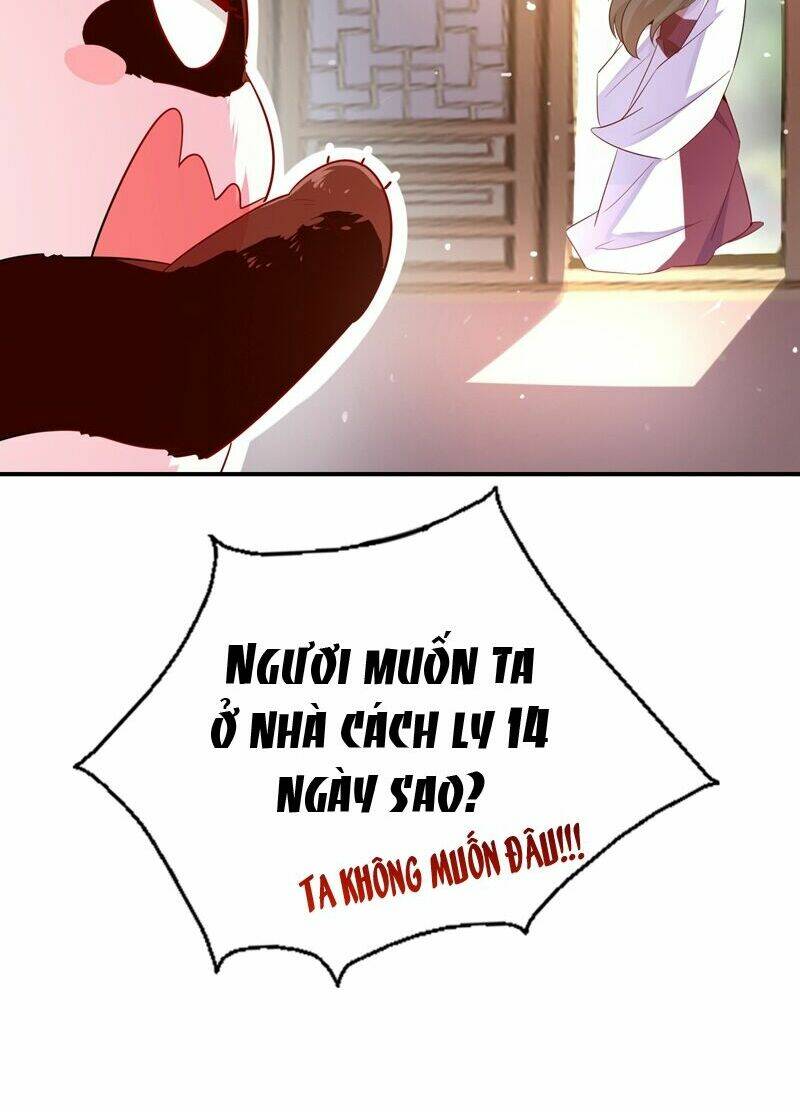 NGƯƠI MUỐN TA
Ở NHÀ CÁCH LY 14
NGÀY SAO?
TA KHÔNG MUỐN ĐÂU!!!